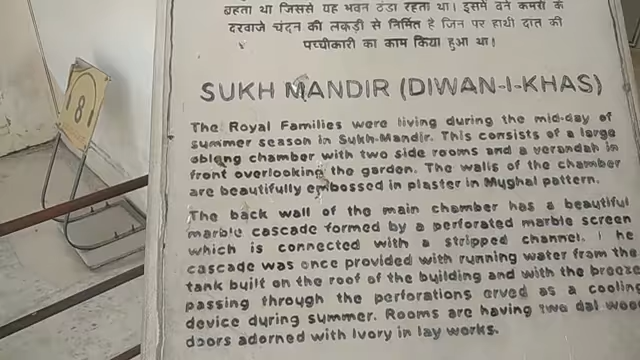 बहता था जिससे यह भवन ठंडा रहता था। इसमें बने कमरों के
दरवाजे चंदन की लकड़ी से निर्मित है जिन पर हाथी दांत की
पच्चीकारी का काम किया हुआ था।
SUKH MANDIR (DIWAN-I-KHAS)
The Royal Families were living during the mid-day of
summer season in Sukh-Mandir. This consists of a large
oblong chamber with two side rooms and a verandah in
front overlooking the garden. The walls of the chamber
are beautifully embossed in plaster in Mughal pattern.
The back wall of the main chamber has a beautiful
marble cascade formed by a perforated marble screen
which is connected with a stripped channel. he
cascade was once provided with running water from the
tank built on the roof of the building and with the breeze
passing through the perforations erved as a cooling
device during summer. Rooms are having two dal wood
doors adorned with Ivory in lay works.
181